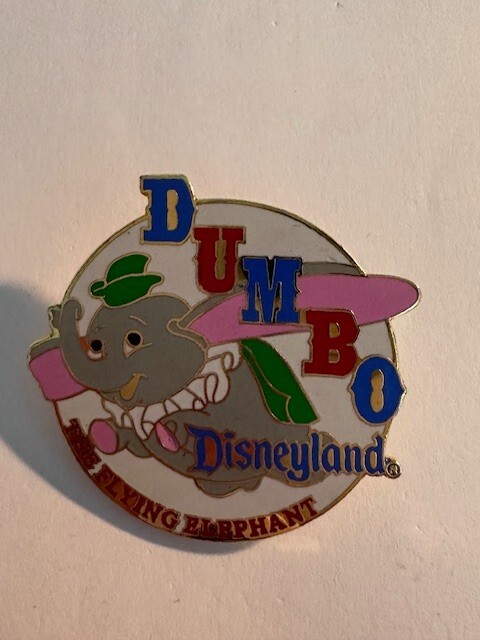 DUMBO
Disneyland®
THE FLYING ELEPHANT